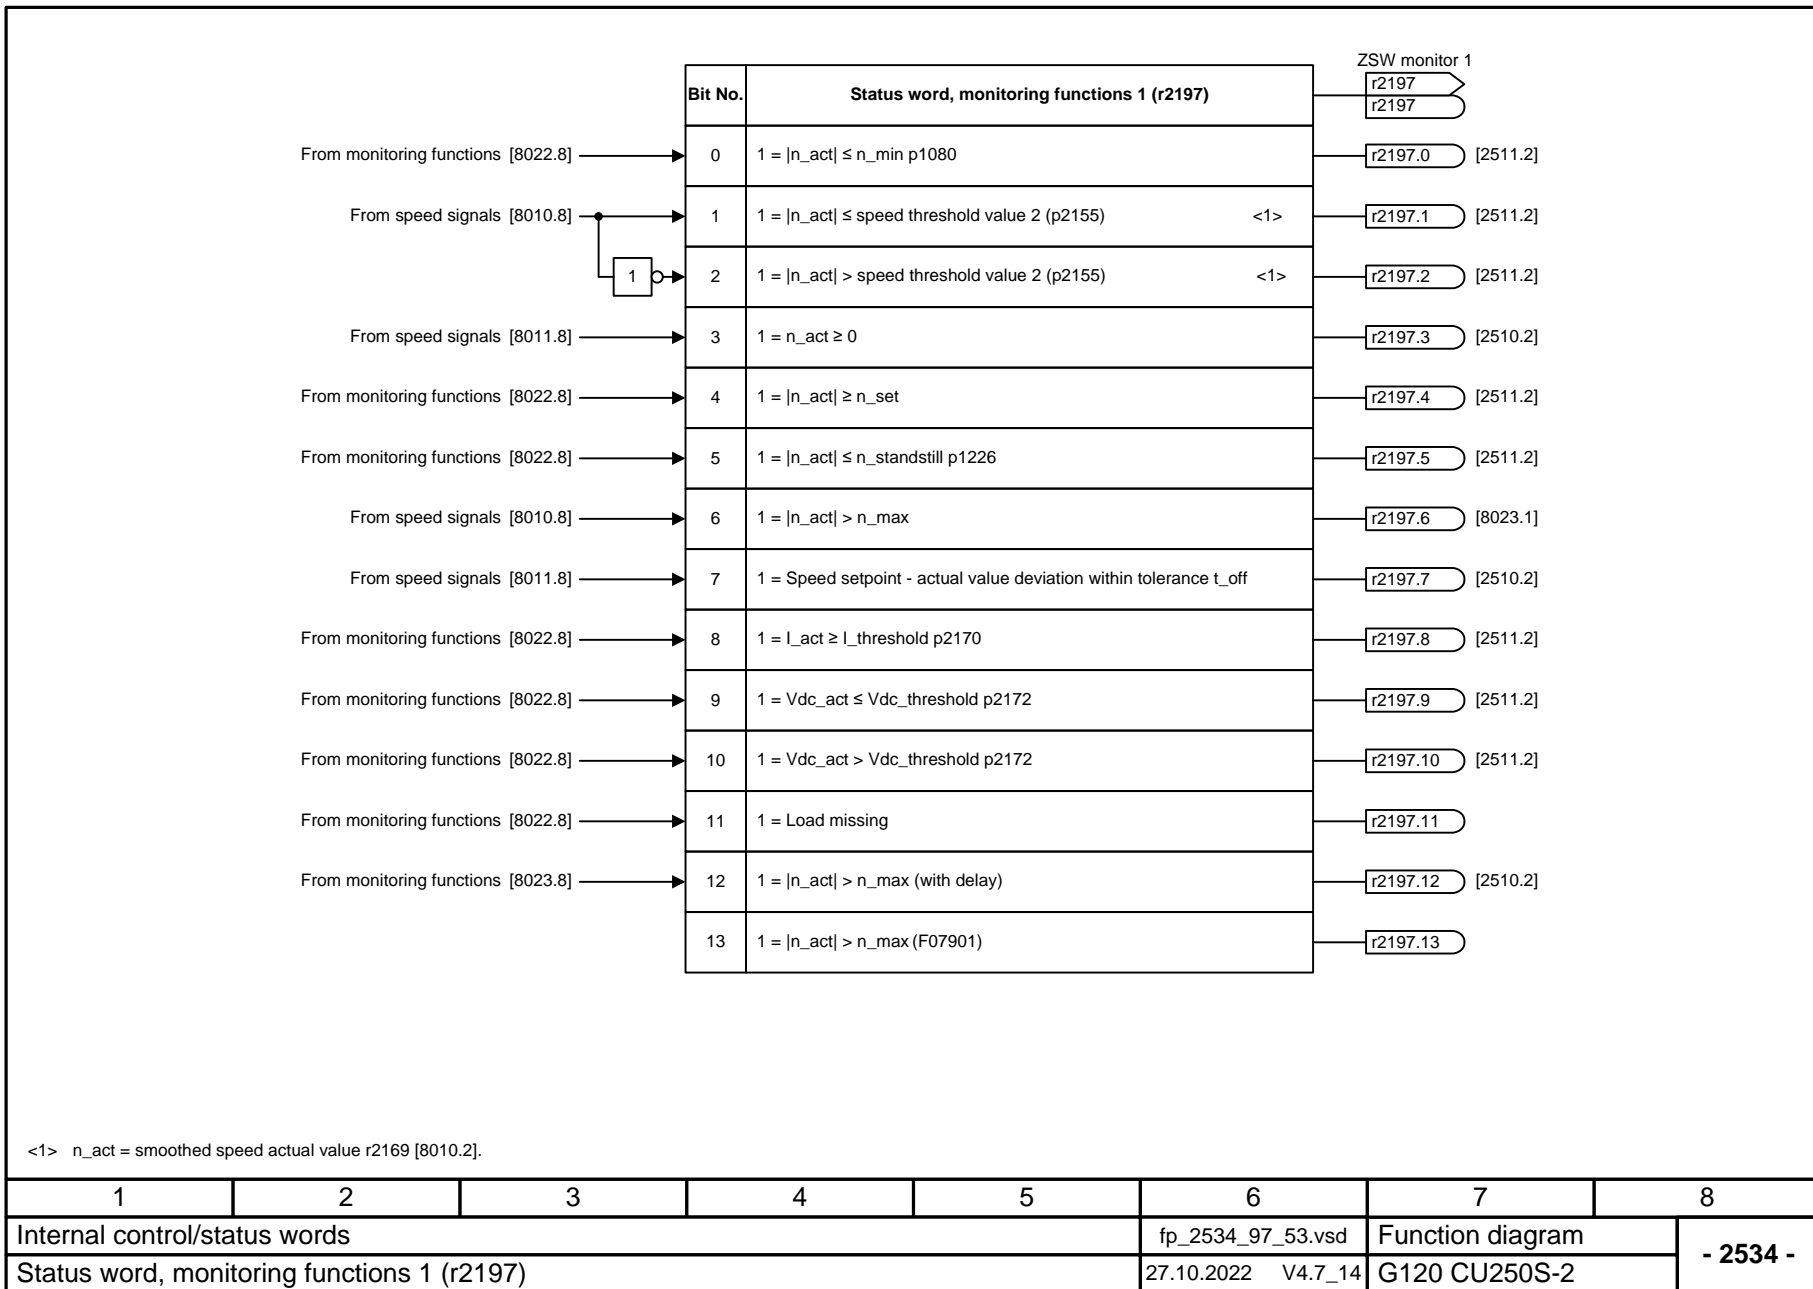 ZSW monitor 1
Bit No. Status word, monitoring functions 1 (r2197) r2197
r2197
From monitoring functions [8022.8] 0 1 = |n_act| ≤ n_min p1080 r2197.0 [2511.2]
From speed signals [8010.8] 1 1 = |n_act| ≤ speed threshold value 2 (p2155) <1> r2197.1 [2511.2]
1 2 1 = |n_act| > speed threshold value 2 (p2155) <1> r2197.2 [2511.2]
From speed signals [8011.8] 3 1 = n_act ≥ 0 r2197.3 [2510.2]
From monitoring functions [8022.8] 4 1 = |n_act| ≥ n_set r2197.4 [2511.2]
From monitoring functions [8022.8] 5 1 = |n_act| ≤ n_standstill p1226 r2197.5 [2511.2]
From speed signals [8010.8] 6 1 = |n_act| > n_max r2197.6 [8023.1]
From speed signals [8011.8] 7 1 = Speed setpoint - actual value deviation within tolerance t_off r2197.7 [2510.2]
From monitoring functions [8022.8] 8 1 = I_act ≥ I_threshold p2170 r2197.8 [2511.2]
From monitoring functions [8022.8] 9 1 = Vdc_act ≤ Vdc_threshold p2172 r2197.9 [2511.2]
From monitoring functions [8022.8] 10 1 = Vdc_act > Vdc_threshold p2172 r2197.10 [2511.2]
From monitoring functions [8022.8] 11 1 = Load missing r2197.11
From monitoring functions [8023.8] 12 1 = |n_act| > n_max (with delay) r2197.12 [2510.2]
13 1 = |n_act| > n_max (F07901) r2197.13
<1> n_act = smoothed speed actual value r2169 [8010.2].
1 2 3 4 5 6 7 8
Internal control/status words fp_2534_97_53.vsd Function diagram - 2534 -
Status word, monitoring functions 1 (r2197) 27.10.2022 V4.7_14 G120 CU250S-2